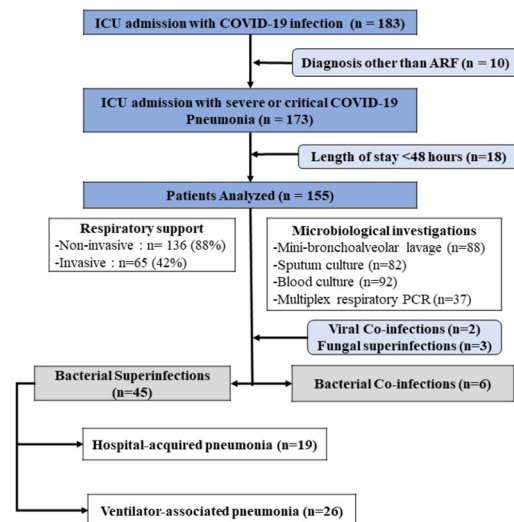 ICU admission with COVID-19 infection (n = 183)
Diagnosis other than ARF (n = 10)
ICU admission with severe or critical COVID-19
Pneumonia (n = 173)
Length of stay <48 hours (n=18)
Patients Analyzed (n = 155)
Respiratory support
-Non-invasive : n= 136 (88%)
-Invasive : n=65 (42%)
Microbiological investigations
-Mini-bronchoalveolar lavage (n=88)
-Sputum culture (n=82)
-Blood culture (n=92)
-Multiplex respiratory PCR (n=37)
Viral Co-infections (n=2)
Fungal superinfections (n=3)
Bacterial Superinfections
(n=45)
Bacterial Co-infections (n=6)
Hospital-acquired pneumonia (n=19)
Ventilator-associated pneumonia (n=26)